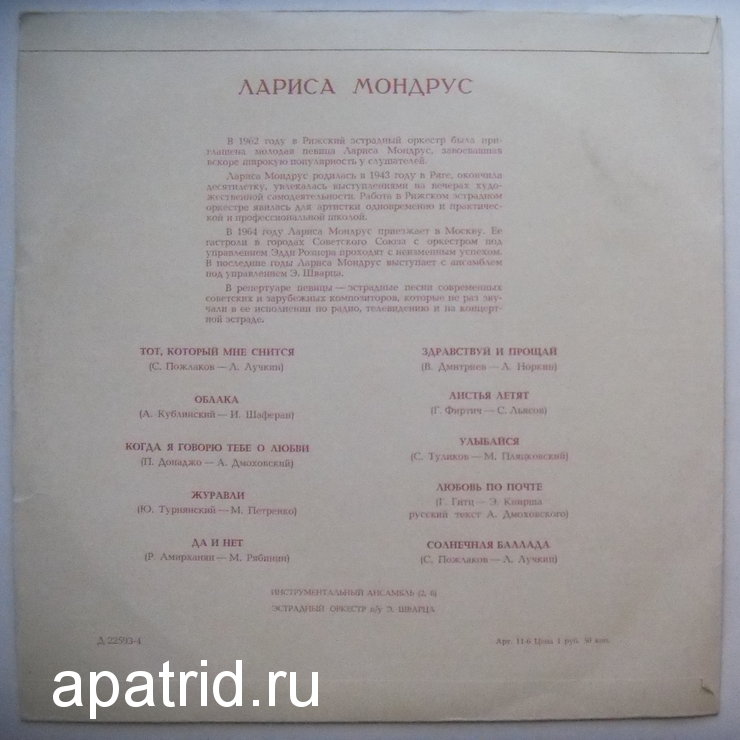 ЛАРИСА МОНДРУС
В 1962 году в Рижский эстрадный оркестр была при-
глашена молодая певица Лариса Мондрус, завоевавшая
вскоре широкую популярность у слушателей.
Лариса Мондрус родилась в 1943 году в Риге, окончила
десятилетку, увлекалась выступлениями на вечерах худо-
жественной самодеятельности. Работа в Рижском эстрадном
оркестре явилась для артистки одновременно и практичес-
кой и профессиональной школой.
В 1964 году Лариса Мондрус приезжает в Москву. Ее
гастроли в городах Советского Союза с оркестром под
управлением Эдди Рознера проходят с неизменным успехом.
В последние годы Лариса Мондрус выступает с ансамблем
под управлением Э. Шварца.
В репертуаре певицы — эстрадные песни современных
советских и зарубежных композиторов, которые не раз зву-
чали в ее исполнении по радио, телевидению и на концерт-
ной эстраде.
ТОТ, КОТОРЫЙ МНЕ СНИТСЯ
(С. Пожлаков — Л. Лучкин)
ОБЛАКА
(А. Кублинский — И. Шаферан)
КОГДА Я ГОВОРЮ ТЕБЕ О ЛЮБВИ
(П. Донаджо — А. Дмоховский)
ЖУРАВЛИ
(Ю. Турнянский — М. Петренко)
ДА И НЕТ
(Р. Амирханян — М. Рябинин)
ЗДРАВСТВУЙ И ПРОЩАЙ
(В. Дмитриев — Л. Норкин)
ЛИСТЬЯ ЛЕТЯТ
(Г. Фиртич — С. Льясов)
УЛЫБАЙСЯ
(С. Туликов — М. Пляцковский)
ЛЮБОВЬ ПО ПОЧТЕ
(Г. Гитц — Э. Книрша
русский текст А. Дмоховского)
СОЛНЕЧНАЯ БАЛЛАДА
(С. Пожлаков — Л. Лучкин)
ИНСТРУМЕНТАЛЬНЫЙ АНСАМБЛЬ (2, 6)
ЭСТРАДНЫЙ ОРКЕСТР п/у Э. ШВАРЦА
Д 22593-4
Арт. 11-6 Цена 1 руб. 50 коп.
apatrid.ru